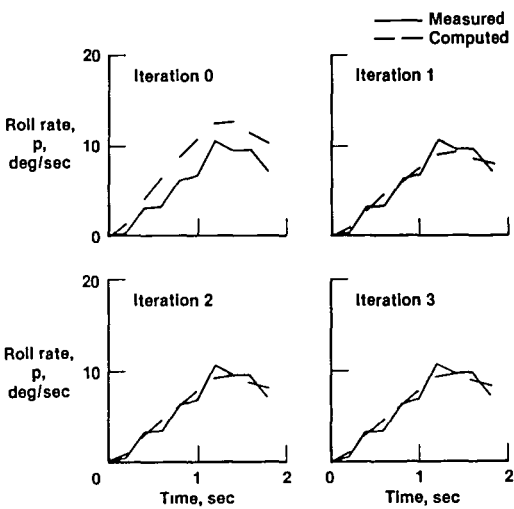 Measured
Computed
20
Iteration 0
Iteration 1
Roll rate,
p,
deg/sec
10
0
20
Iteration 2
Iteration 3
Roll rate,
p,
deg/sec
10
0
1
2
0
1
2
Time, sec
Time, sec